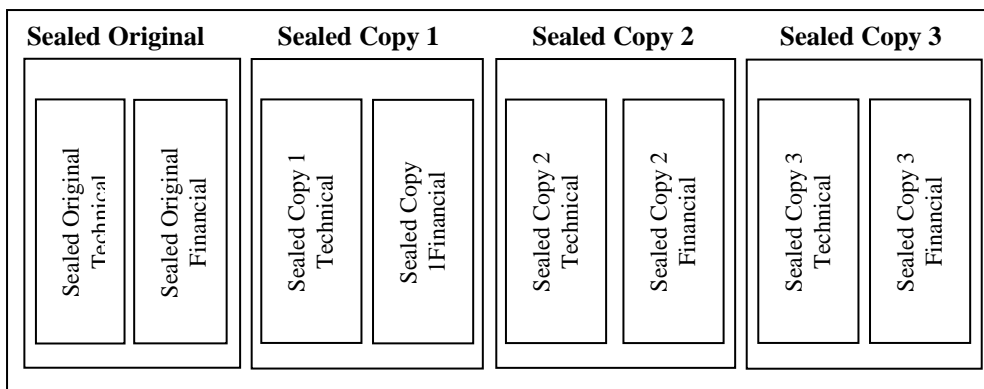 Sealed Original
Sealed Copy 1
Sealed Copy 2
Sealed Copy 3
Sealed Original
Technical
Sealed Original
Financial
Sealed Copy 1
Technical
Sealed Copy
1Financial
Sealed Copy 2
Technical
Sealed Copy 2
Financial
Sealed Copy 3
Technical
Sealed Copy 3
Financial